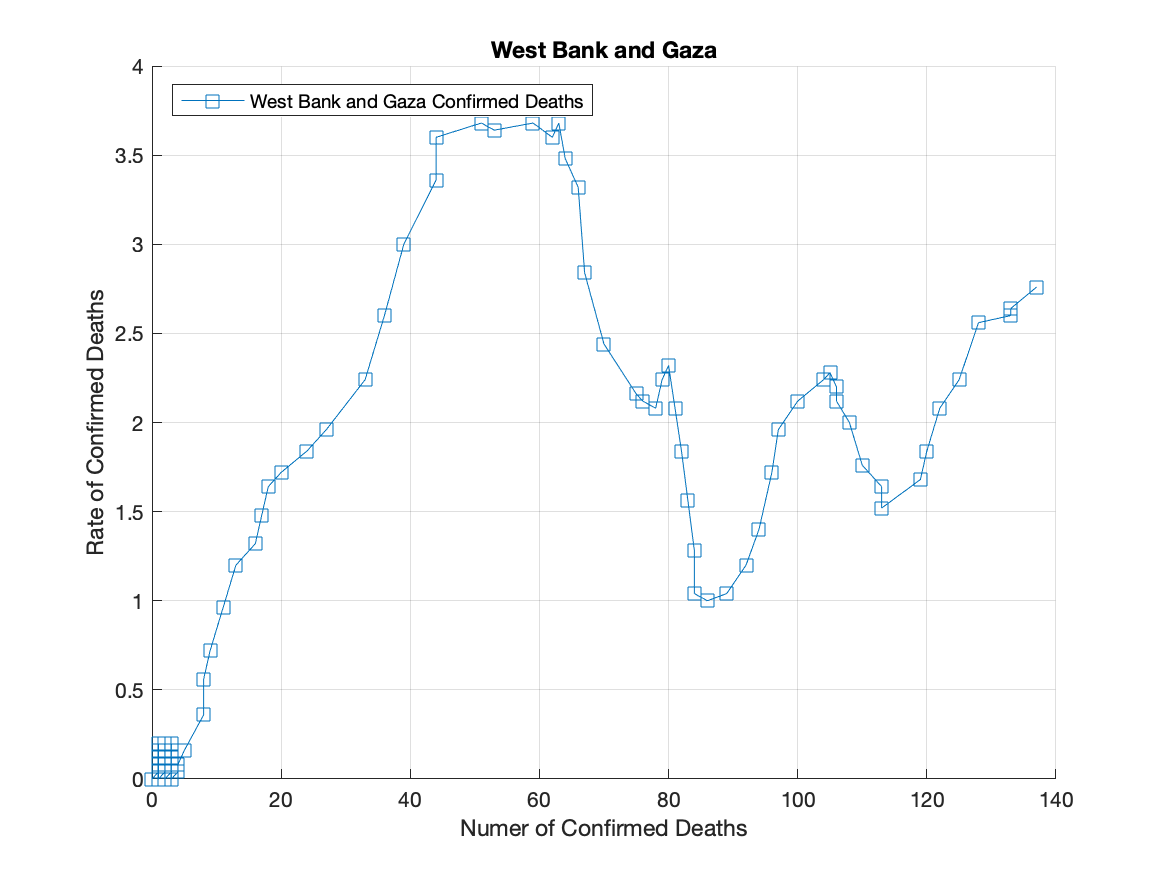 West Bank and Gaza
West Bank and Gaza Confirmed Deaths
Rate of Confirmed Deaths
4
3.5
3
2.5
2
1.5
1
0.5
0
0 20 40 60 80 100 120 140
Numer of Confirmed Deaths